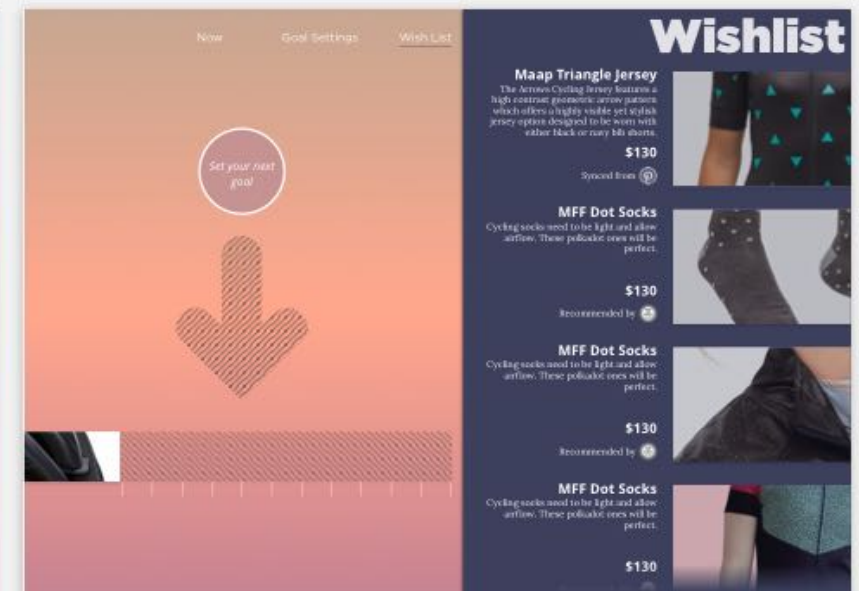 Now Goal Settings Wish List
Set your next
goal
Wishlist
Maap Triangle Jersey
The Arrows Cycling Jersey features a
high contrast geometric arrow pattern
which offers a highly visible yet stylish
jersey option designed to be worn with
either black or navy bib shorts.
$130
Synced from
MFF Dot Socks
Cycling socks need to be light and allow
airflow. These polkadot ones will be
perfect.
$130
Recommended by
MFF Dot Socks
Cycling socks need to be light and allow
airflow. These polkadot ones will be
perfect.
$130
Recommended by
MFF Dot Socks
Cycling socks need to be light and allow
airflow. These polkadot ones will be
perfect.
$130